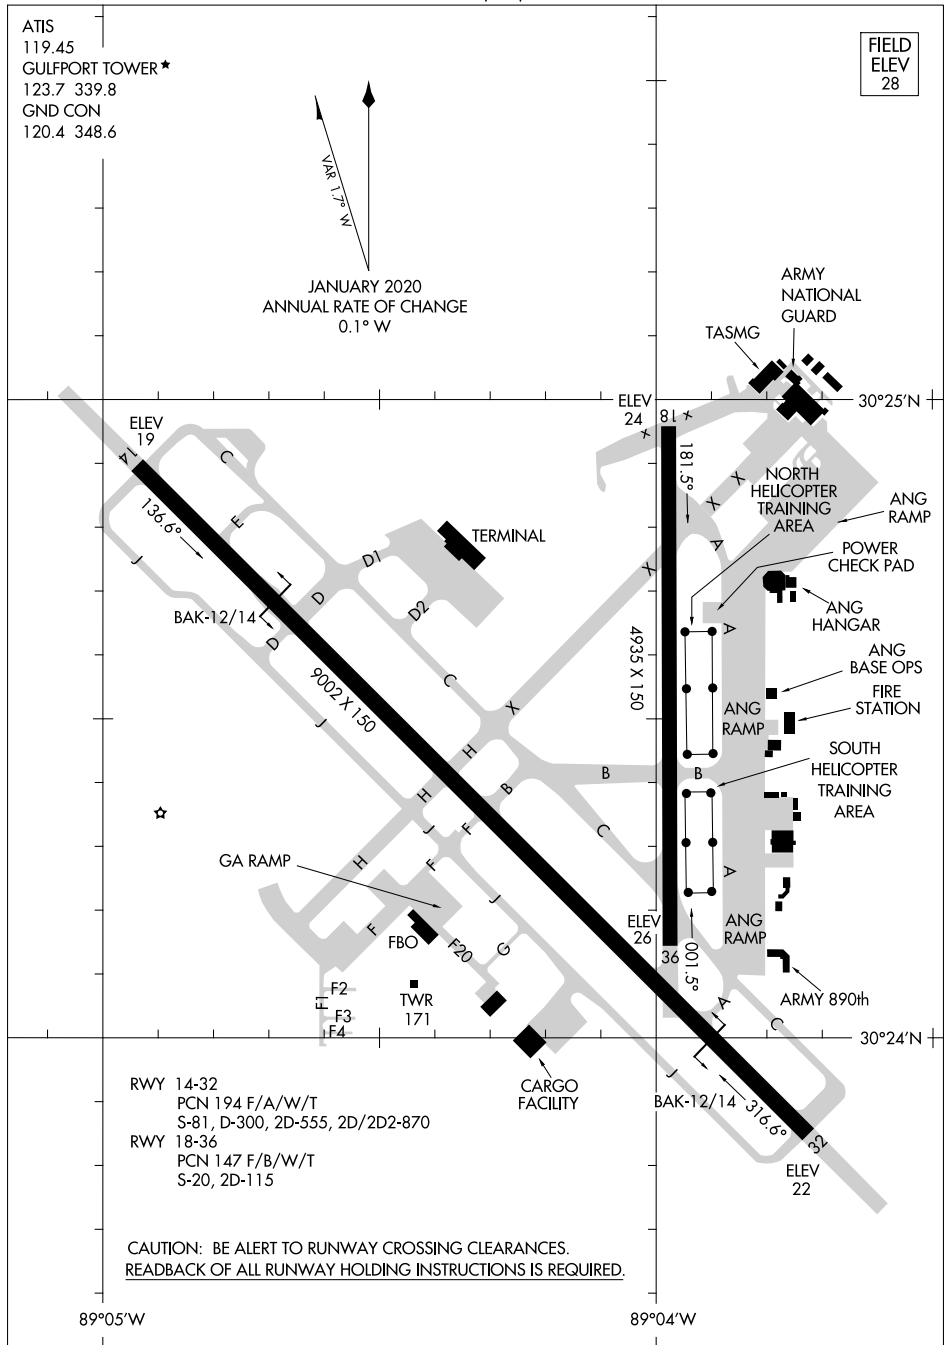 ATIS
119.45
GULFPORT TOWER ★
123.7 339.8
GND CON
120.4 348.6
FIELD
ELEV
28
VAR 1.7° W
JANUARY 2020
ANNUAL RATE OF CHANGE
0.1° W
ARMY
NATIONAL
GUARD
TASMG
30°25'N
ELEV
24
18
X
X
ELEV
19
14
C
181.5°
X
X
NORTH
HELICOPTER
TRAINING
AREA
ANG
RAMP
136.6°
E
TERMINAL
J
D1
A
POWER
CHECK PAD
X
D
D2
BAK-12/14
ANG
HANGAR
D
A
4935 X 150
ANG
BASE OPS
C
9002 X 150
J
X
ANG
RAMP
FIRE
STATION
H
B
B
SOUTH
HELICOPTER
TRAINING
AREA
H
B
J
F
C
GA RAMP
H
F
A
J
F
FBO
F20
G
ELEV
26
36
001.5°
ANG
RAMP
F1
F2
F3
F4
TWR
171
ARMY 890th
A
C
30°24'N
J
CARGO
FACILITY
BAK-12/14
316.6°
32
ELEV
22
RWY 14-32
PCN 194 F/A/W/T
S-81, D-300, 2D-555, 2D/2D2-870
RWY 18-36
PCN 147 F/B/W/T
S-20, 2D-115
CAUTION: BE ALERT TO RUNWAY CROSSING CLEARANCES.
READBACK OF ALL RUNWAY HOLDING INSTRUCTIONS IS REQUIRED.
89°05'W
89°04'W